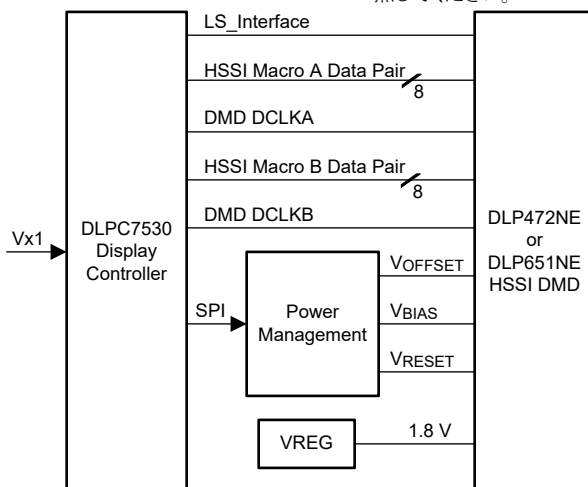 LS_Interface
HSSI Macro A Data Pair
8
DMD DCLKA
HSSI Macro B Data Pair
8
DMD DCLKB
Vx1
DLPC7530
Display
Controller
DLP472NE
or
DLP651NE
HSSI DMD
SPI
Power
Management
VOFFSET
VBIAS
VRESET
VREG
1.8 V